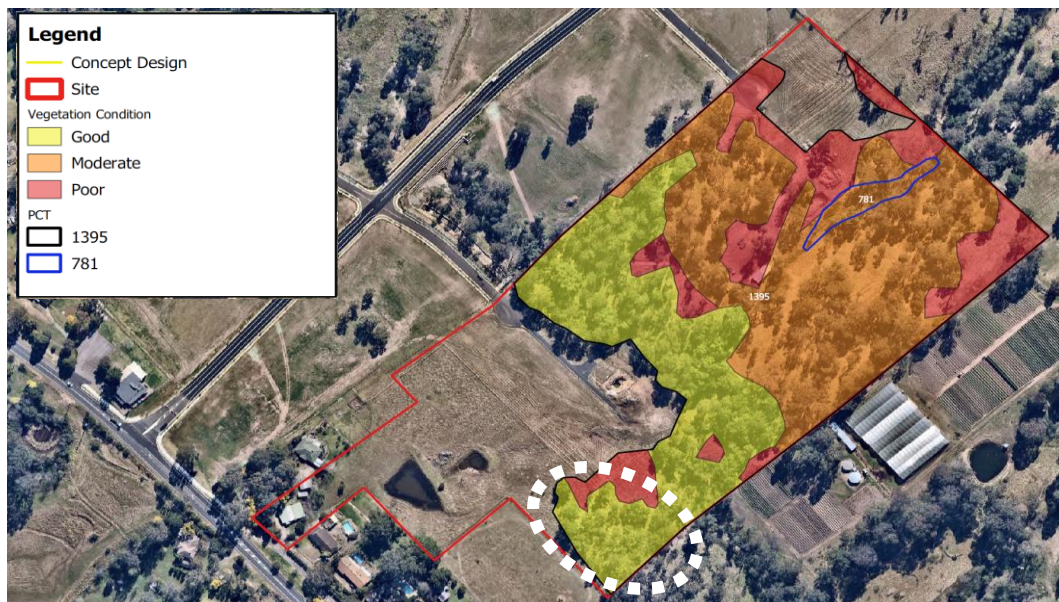 Legend
Concept Design
Site
Vegetation Condition
Good
Moderate
Poor
PCT
1395
781
781
1395